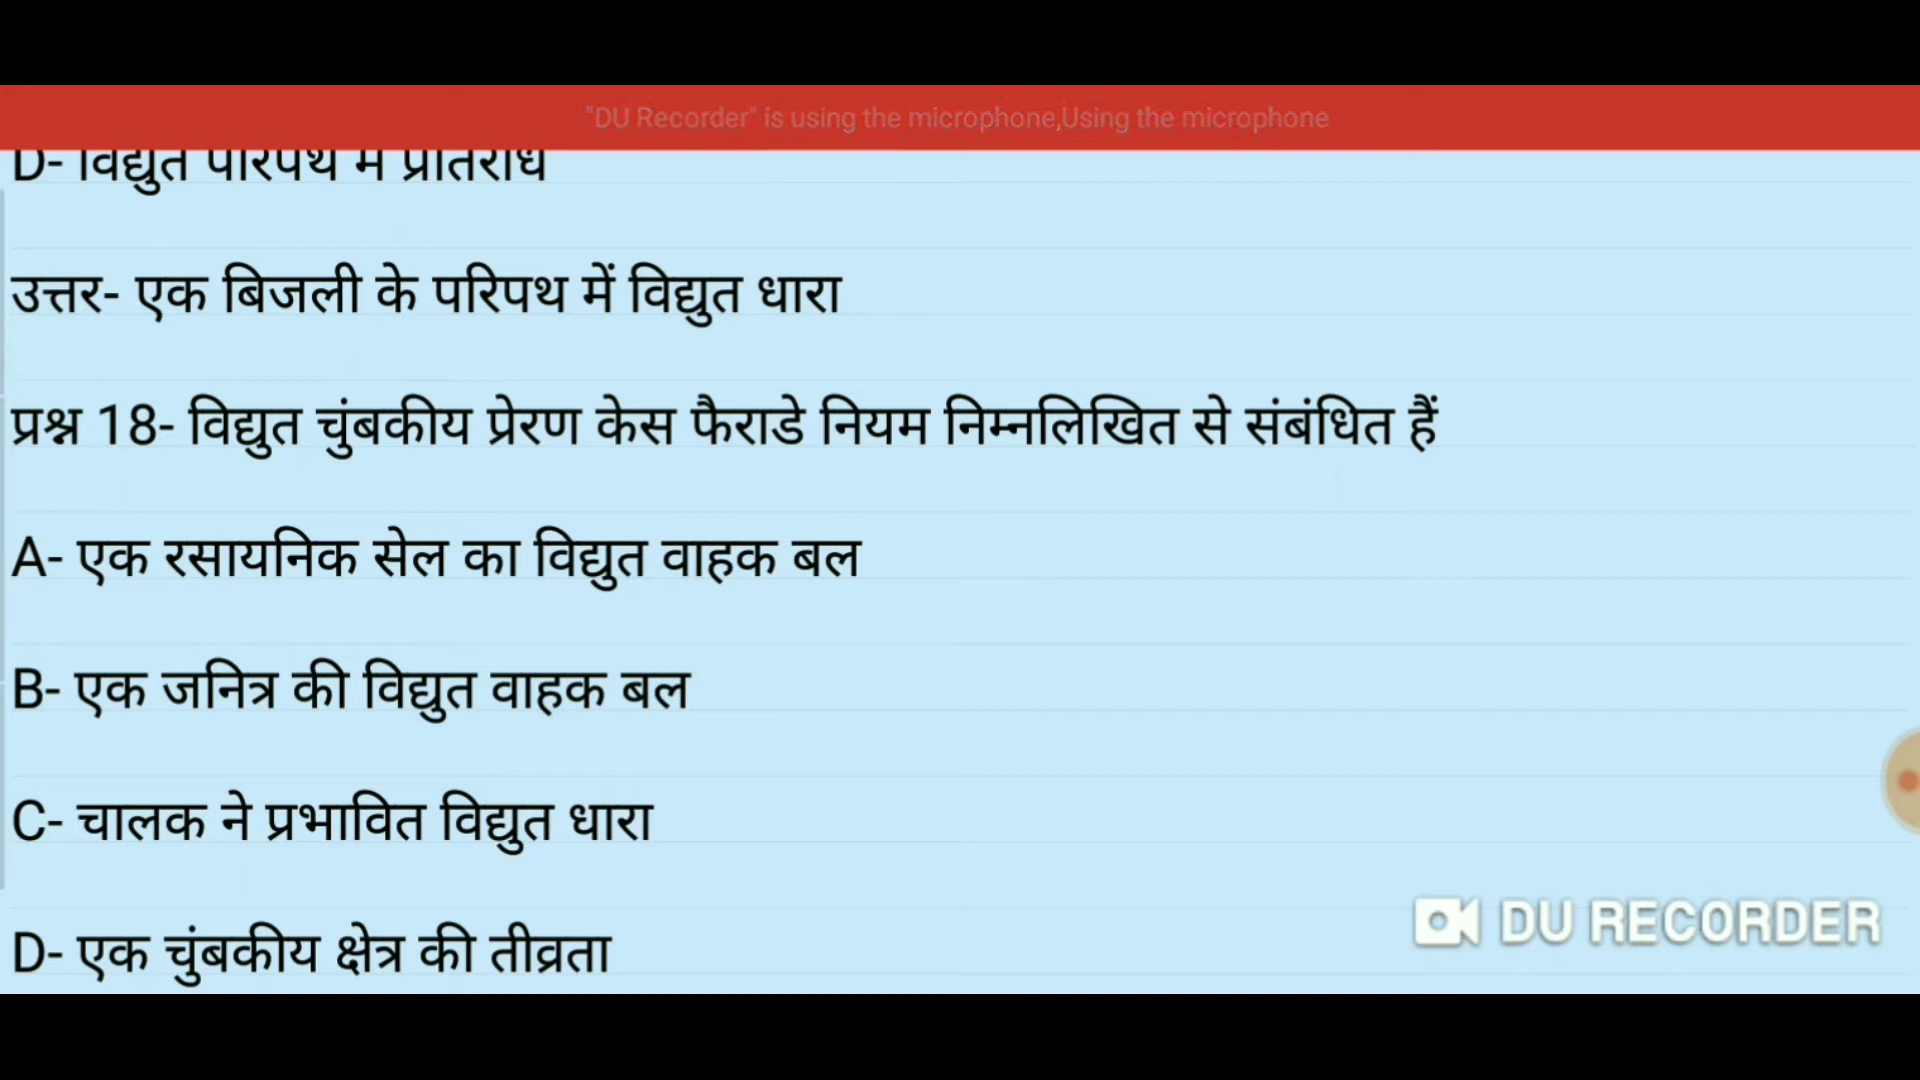 "DU Recorder" is using the microphone,Using the microphone
D- विद्युत परिपथ में प्रतिरोध
उत्तर- एक बिजली के परिपथ में विद्युत धारा
प्रश्न 18- विद्युत चुंबकीय प्रेरण केस फैराडे नियम निम्नलिखित से संबंधित हैं
A- एक रसायनिक सेल का विद्युत वाहक बल
B- एक जनित्र की विद्युत वाहक बल
C- चालक ने प्रभावित विद्युत धारा
D- एक चुंबकीय क्षेत्र की तीव्रता
DU RECORDER